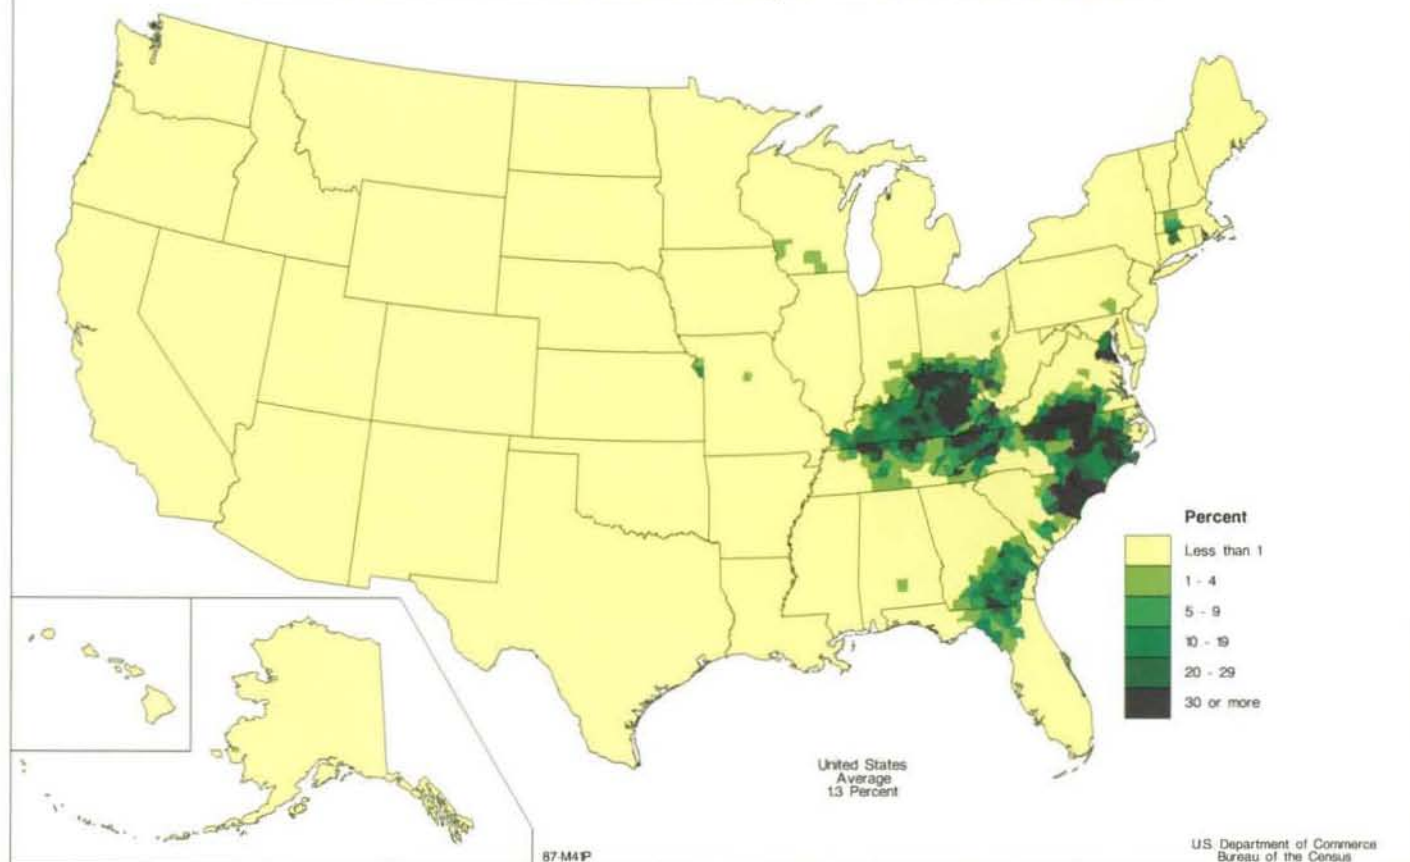 Percent
Less than 1
1 - 4
5 - 9
10 - 19
20 - 29
30 or more
United States
Average
1.3 Percent
87-M41P
U.S. Department of Commerce
Bureau of the Census